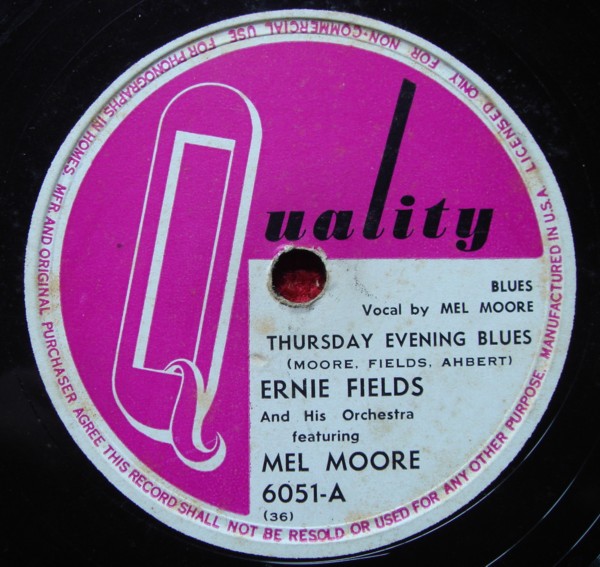 Quality
BLUES
Vocal by MEL MOORE
THURSDAY EVENING BLUES
(MOORE, FIELDS, AHBERT)
ERNIE FIELDS
And His Orchestra
featuring
MEL MOORE
6051-A
(36)
LICENSED ONLY FOR NON-COMMERCIAL USE FOR PHONOGRAPHS IN HOMES. MFR AND ORIGINAL PURCHASER AGREE THIS RECORD SHALL NOT BE RESOLD OR USED FOR ANY OTHER PURPOSE. MANUFACTURED IN U.S.A.